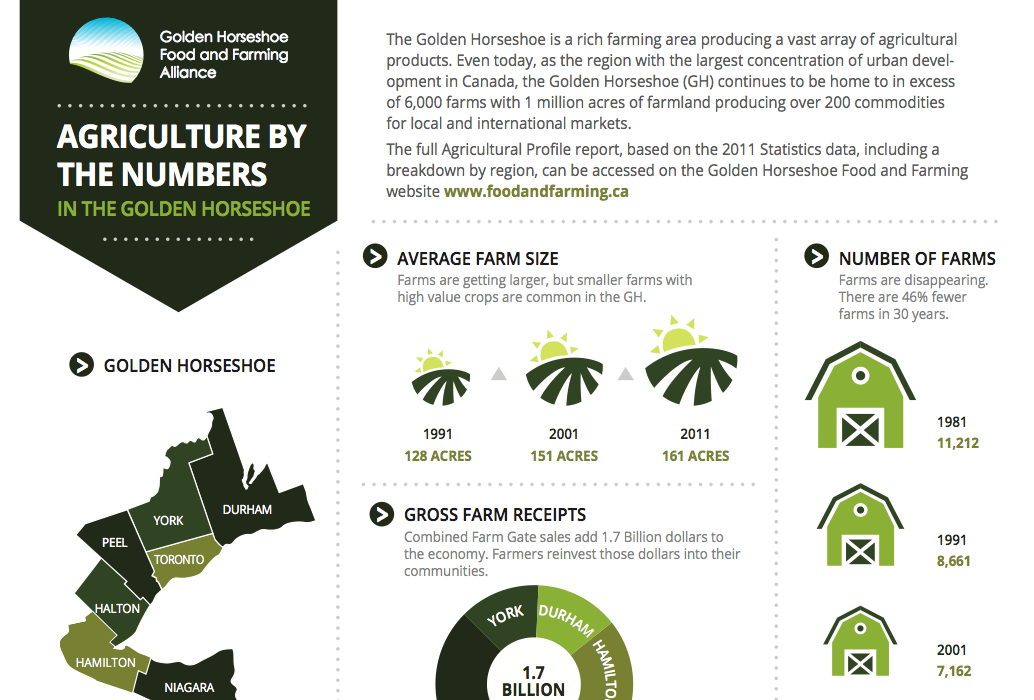 Golden Horseshoe
Food and Farming
Alliance
AGRICULTURE BY
THE NUMBERS
IN THE GOLDEN HORSESHOE
The Golden Horseshoe is a rich farming area producing a vast array of agricultural
products. Even today, as the region with the largest concentration of urban devel-
opment in Canada, the Golden Horseshoe (GH) continues to be home to in excess
of 6,000 farms with 1 million acres of farmland producing over 200 commodities
for local and international markets.
The full Agricultural Profile report, based on the 2011 Statistics data, including a
breakdown by region, can be accessed on the Golden Horseshoe Food and Farming
website www.foodandfarming.ca
GOLDEN HORSESHOE
DURHAM
YORK
PEEL
TORONTO
HALTON
HAMILTON
NIAGARA
AVERAGE FARM SIZE
Farms are getting larger, but smaller farms with
high value crops are common in the GH.
1991
128 ACRES
2001
151 ACRES
2011
161 ACRES
GROSS FARM RECEIPTS
Combined Farm Gate sales add 1.7 Billion dollars to
the economy. Farmers reinvest those dollars into their
communities.
YORK
DURHAM
1.7
BILLION
NUMBER OF FARMS
Farms are disappearing.
There are 46% fewer
farms in 30 years.
1981
11,212
1991
8,661
2001
7,162